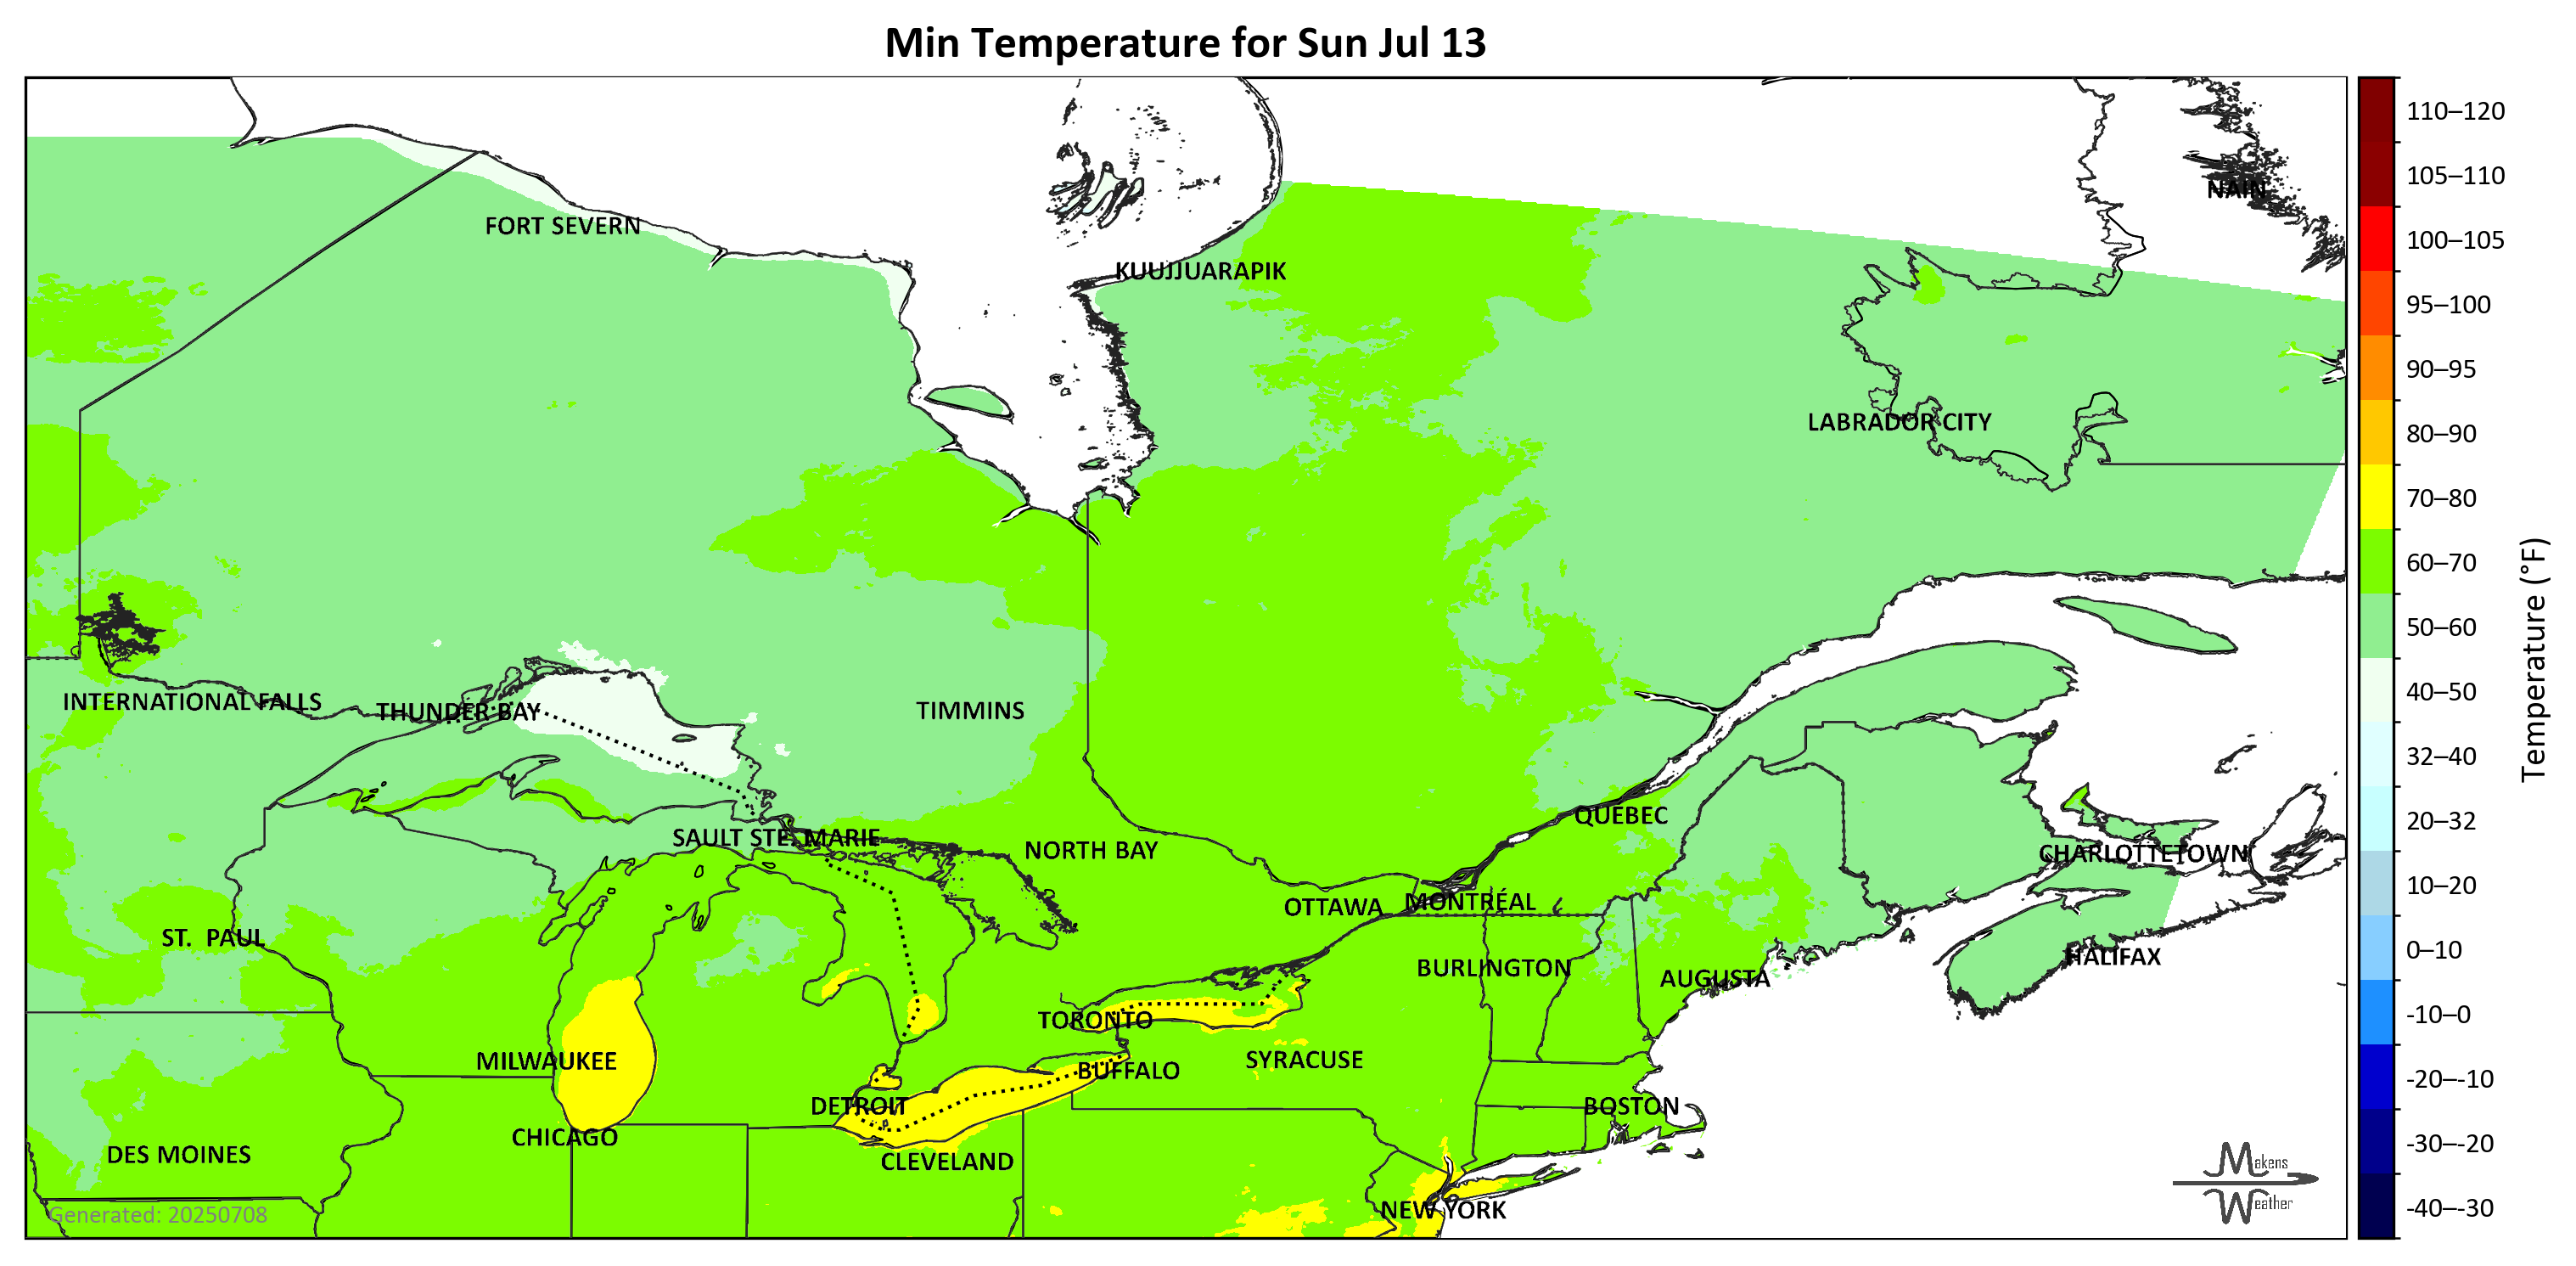 Min Temperature for Sun Jul 13
110–120
105–110
NAIN
FORT SEVERN
100–105
KUUJJUARAPIK
95–100
90–95
LABRADOR CITY
80–90
70–80
60–70
50–60
Temperature (°F)
INTERNATIONAL FALLS
THUNDER BAY
TIMMINS
40–50
32–40
QUÉBEC
20–32
SAULT STE. MARIE
NORTH BAY
CHARLOTTETOWN
10–20
OTTAWA
MONTRÉAL
ST. PAUL
0–10
HALIFAX
BURLINGTON
AUGUSTA
-10–0
TORONTO
MILWAUKEE
SYRACUSE
BUFFALO
-20–-10
DETROIT
BOSTON
CHICAGO
-30–-20
DES MOINES
CLEVELAND
Makens
Weather
NEW YORK
-40–-30
Generated: 20250708